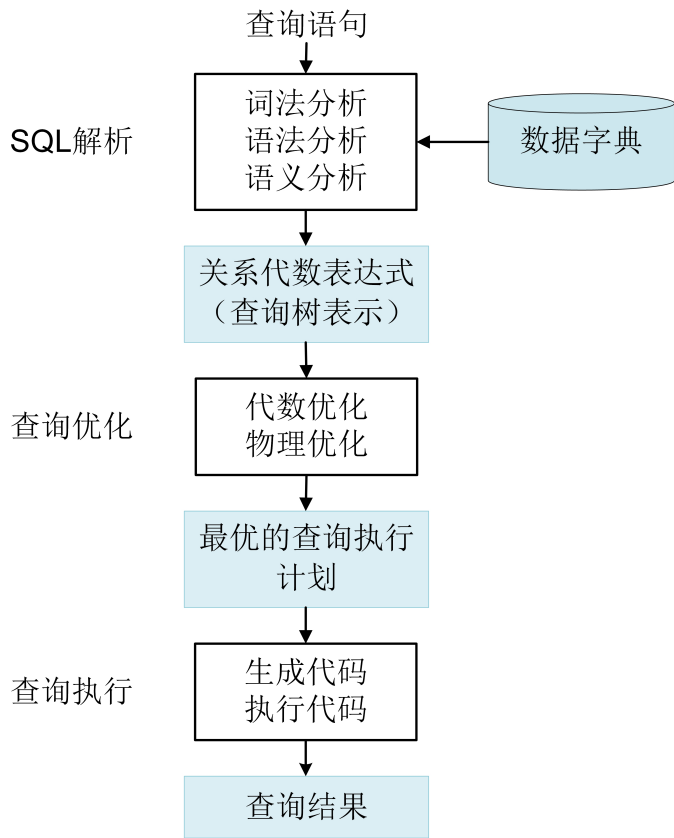 查询语句
词法分析
SQL解析
语法分析
数据字典
语义分析
关系代数表达式
（查询树表示）
代数优化
查询优化
物理优化
最优的查询执行
计划
生成代码
查询执行
执行代码
查询结果